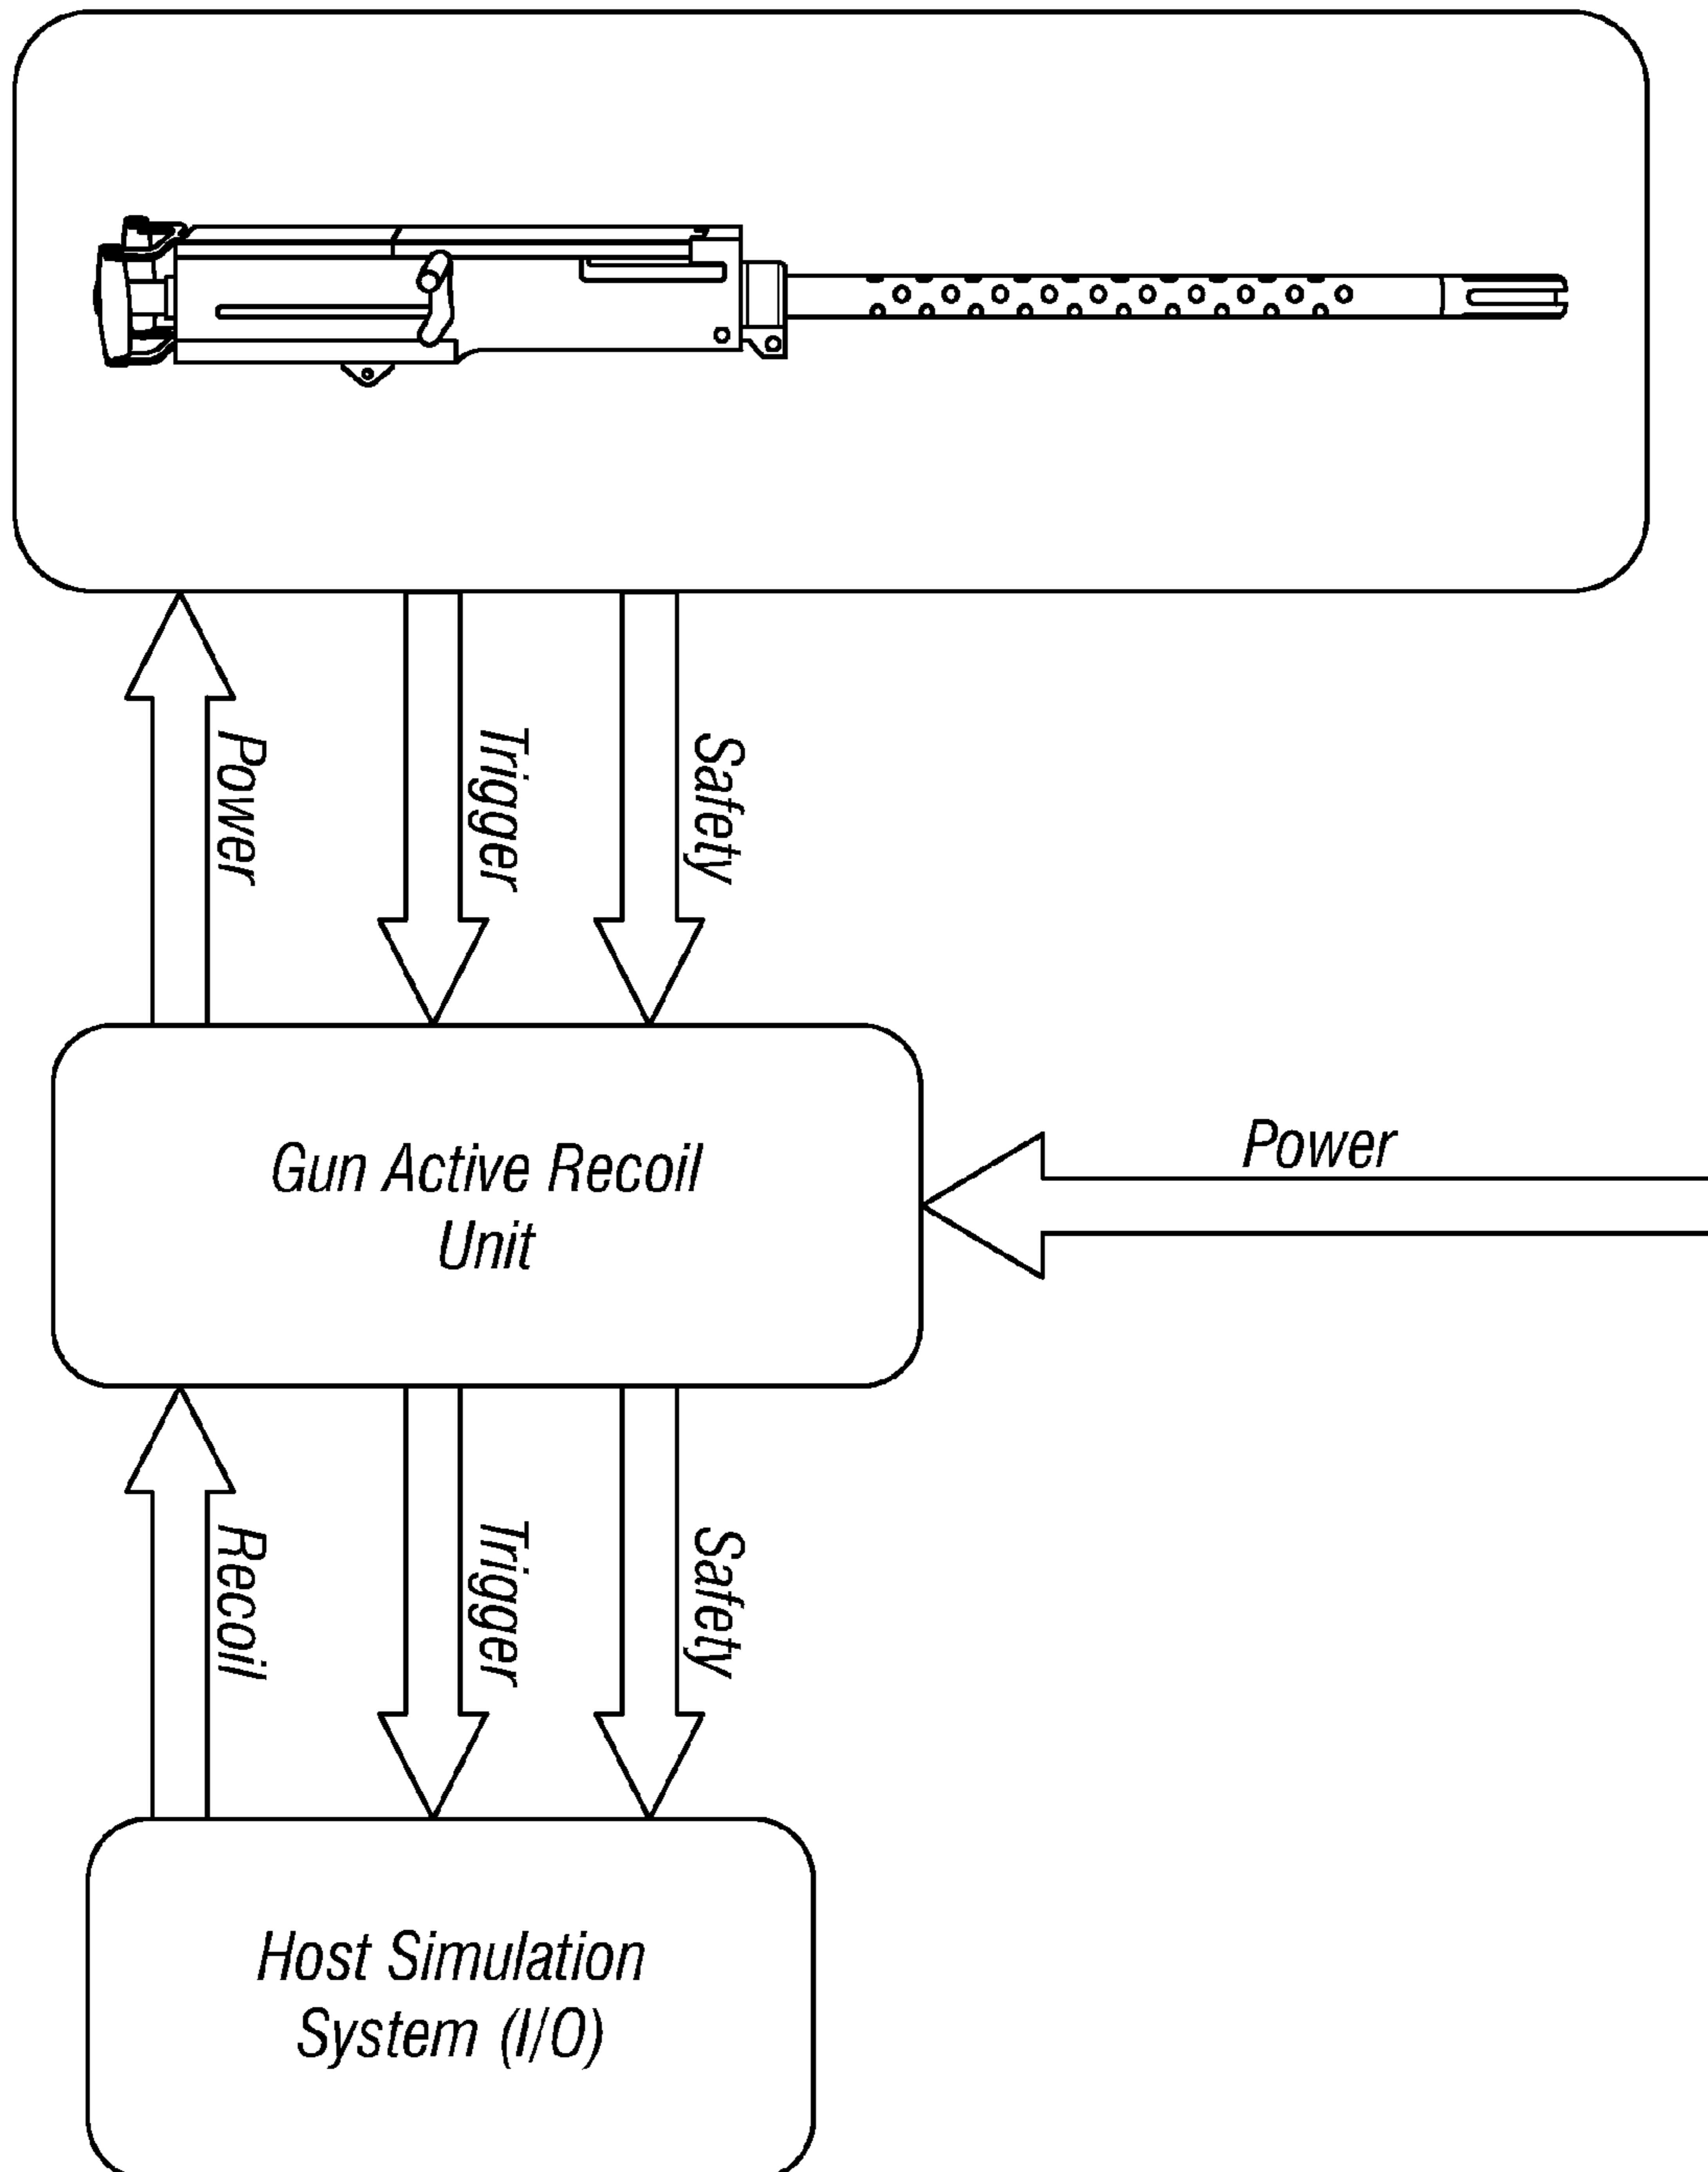 Power
Trigger
Safety
Gun Active Recoil
Unit
Power
Recoil
Trigger
Safety
Host Simulation
System (I/O)